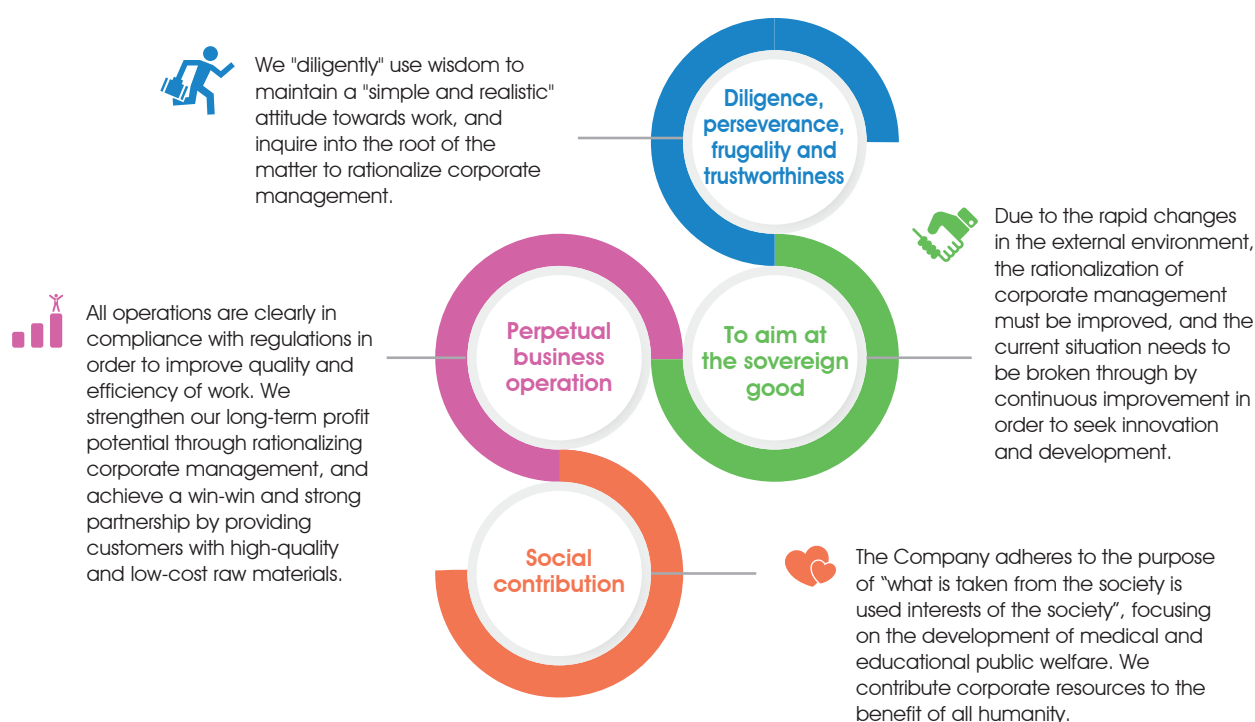 We "diligently" use wisdom to
maintain a "simple and realistic"
attitude towards work, and
inquire into the root of the
matter to rationalize corporate
management.
Diligence,
perseverance,
frugality and
trustworthiness
Due to the rapid changes
in the external environment,
the rationalization of
corporate management
must be improved, and the
current situation needs to
be broken through by
continuous improvement in
order to seek innovation
and development.
All operations are clearly in
compliance with regulations in
order to improve quality and
efficiency of work. We
strengthen our long-term profit
potential through rationalizing
corporate management, and
achieve a win-win and strong
partnership by providing
customers with high-quality
and low-cost raw materials.
Perpetual
business
operation
To aim at
the sovereign
good
Social
contribution
The Company adheres to the purpose
of “what is taken from the society is
used interests of the society”, focusing
on the development of medical and
educational public welfare. We
contribute corporate resources to the
benefit of all humanity.